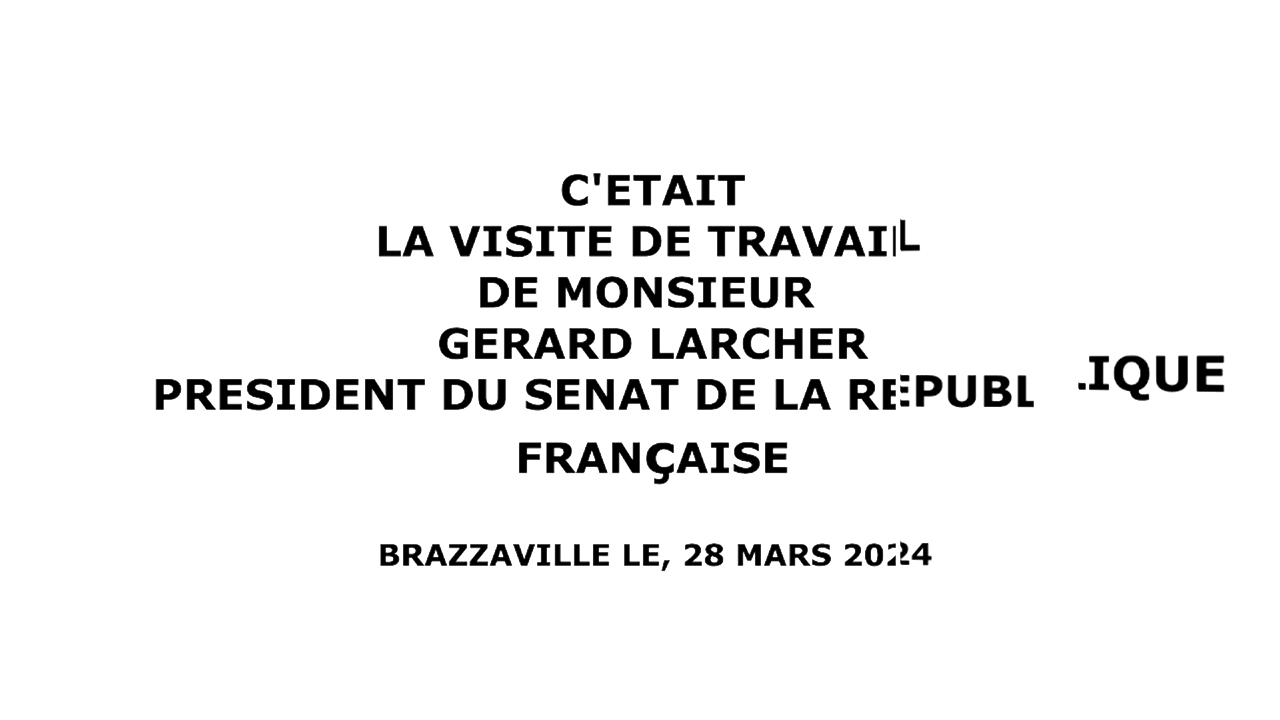 C'ETAIT
LA VISITE DE TRAVAIL
DE MONSIEUR
GERARD LARCHER
PRESIDENT DU SENAT DE LA REPUBLIQUE
FRANÇAISE
BRAZZAVILLE LE, 28 MARS 2024